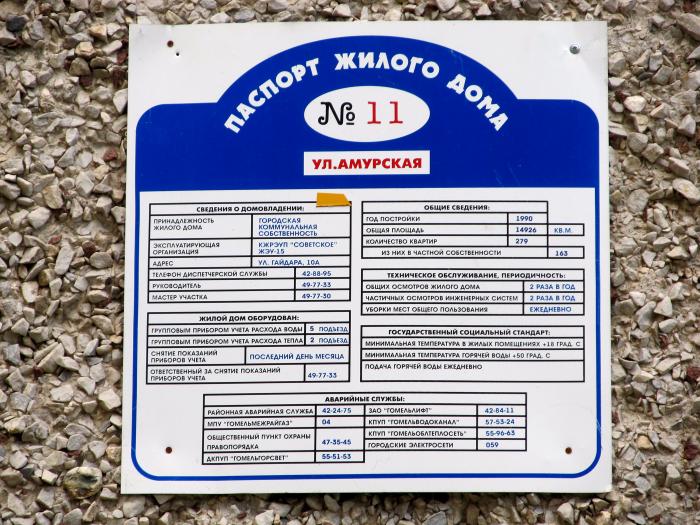 ПАСПОРТ ЖИЛОГО ДОМА
№ 11
УЛ.АМУРСКАЯ
СВЕДЕНИЯ О ДОМОВЛАДЕНИИ:
ПРИНАДЛЕЖНОСТЬ ЖИЛОГО ДОМА ГОРОДСКАЯ КОММУНАЛЬНАЯ СОБСТВЕННОСТЬ
ЭКСПЛУАТИРУЮЩАЯ ОРГАНИЗАЦИЯ КЖРЭУП "СОВЕТСКОЕ" ЖЭУ-15
АДРЕС УЛ. ГАЙДАРА, 10А
ТЕЛЕФОН ДИСПЕТЧЕРСКОЙ СЛУЖБЫ 42-88-95
РУКОВОДИТЕЛЬ 49-77-33
МАСТЕР УЧАСТКА 49-77-30
ЖИЛОЙ ДОМ ОБОРУДОВАН:
ГРУППОВЫМ ПРИБОРОМ УЧЕТА РАСХОДА ВОДЫ 5 ПОДЪЕЗД
ГРУППОВЫМ ПРИБОРОМ УЧЕТА РАСХОДА ТЕПЛА 2 ПОДЪЕЗД
СНЯТИЕ ПОКАЗАНИЙ ПРИБОРОВ УЧЕТА ПОСЛЕДНИЙ ДЕНЬ МЕСЯЦА
ОТВЕТСТВЕННЫЙ ЗА СНЯТИЕ ПОКАЗАНИЙ ПРИБОРОВ УЧЕТА 49-77-33
ОБЩИЕ СВЕДЕНИЯ:
ГОД ПОСТРОЙКИ 1990
ОБЩАЯ ПЛОЩАДЬ 14926 КВ.М.
КОЛИЧЕСТВО КВАРТИР 279
ИЗ НИХ В ЧАСТНОЙ СОБСТВЕННОСТИ 163
ТЕХНИЧЕСКОЕ ОБСЛУЖИВАНИЕ, ПЕРИОДИЧНОСТЬ:
ОБЩИХ ОСМОТРОВ ЖИЛОГО ДОМА 2 РАЗА В ГОД
ЧАСТИЧНЫХ ОСМОТРОВ ИНЖЕНЕРНЫХ СИСТЕМ 2 РАЗА В ГОД
УБОРКИ МЕСТ ОБЩЕГО ПОЛЬЗОВАНИЯ ЕЖЕДНЕВНО
ГОСУДАРСТВЕННЫЙ СОЦИАЛЬНЫЙ СТАНДАРТ:
МИНИМАЛЬНАЯ ТЕМПЕРАТУРА В ЖИЛЫХ ПОМЕЩЕНИЯХ +18 ГРАД. С
МИНИМАЛЬНАЯ ТЕМПЕРАТУРА ГОРЯЧЕЙ ВОДЫ +50 ГРАД. С
ПОДАЧА ГОРЯЧЕЙ ВОДЫ ЕЖЕДНЕВНО
АВАРИЙНЫЕ СЛУЖБЫ:
РАЙОННАЯ АВАРИЙНАЯ СЛУЖБА 42-24-75
МПУ "ГОМЕЛЬМЕЖРАЙГАЗ" 04
ОБЩЕСТВЕННЫЙ ПУНКТ ОХРАНЫ ПРАВОПОРЯДКА 47-35-45
ДКПУП "ГОМЕЛЬГОРСВЕТ" 55-51-53
ЗАО "ГОМЕЛЬЛИФТ" 42-84-11
КПУП "ГОМЕЛЬВОДОКАНАЛ" 57-53-24
КПУП "ГОМЕЛЬОБЛТЕПЛОСЕТЬ" 55-96-63
ГОРОДСКИЕ ЭЛЕКТРОСЕТИ 059